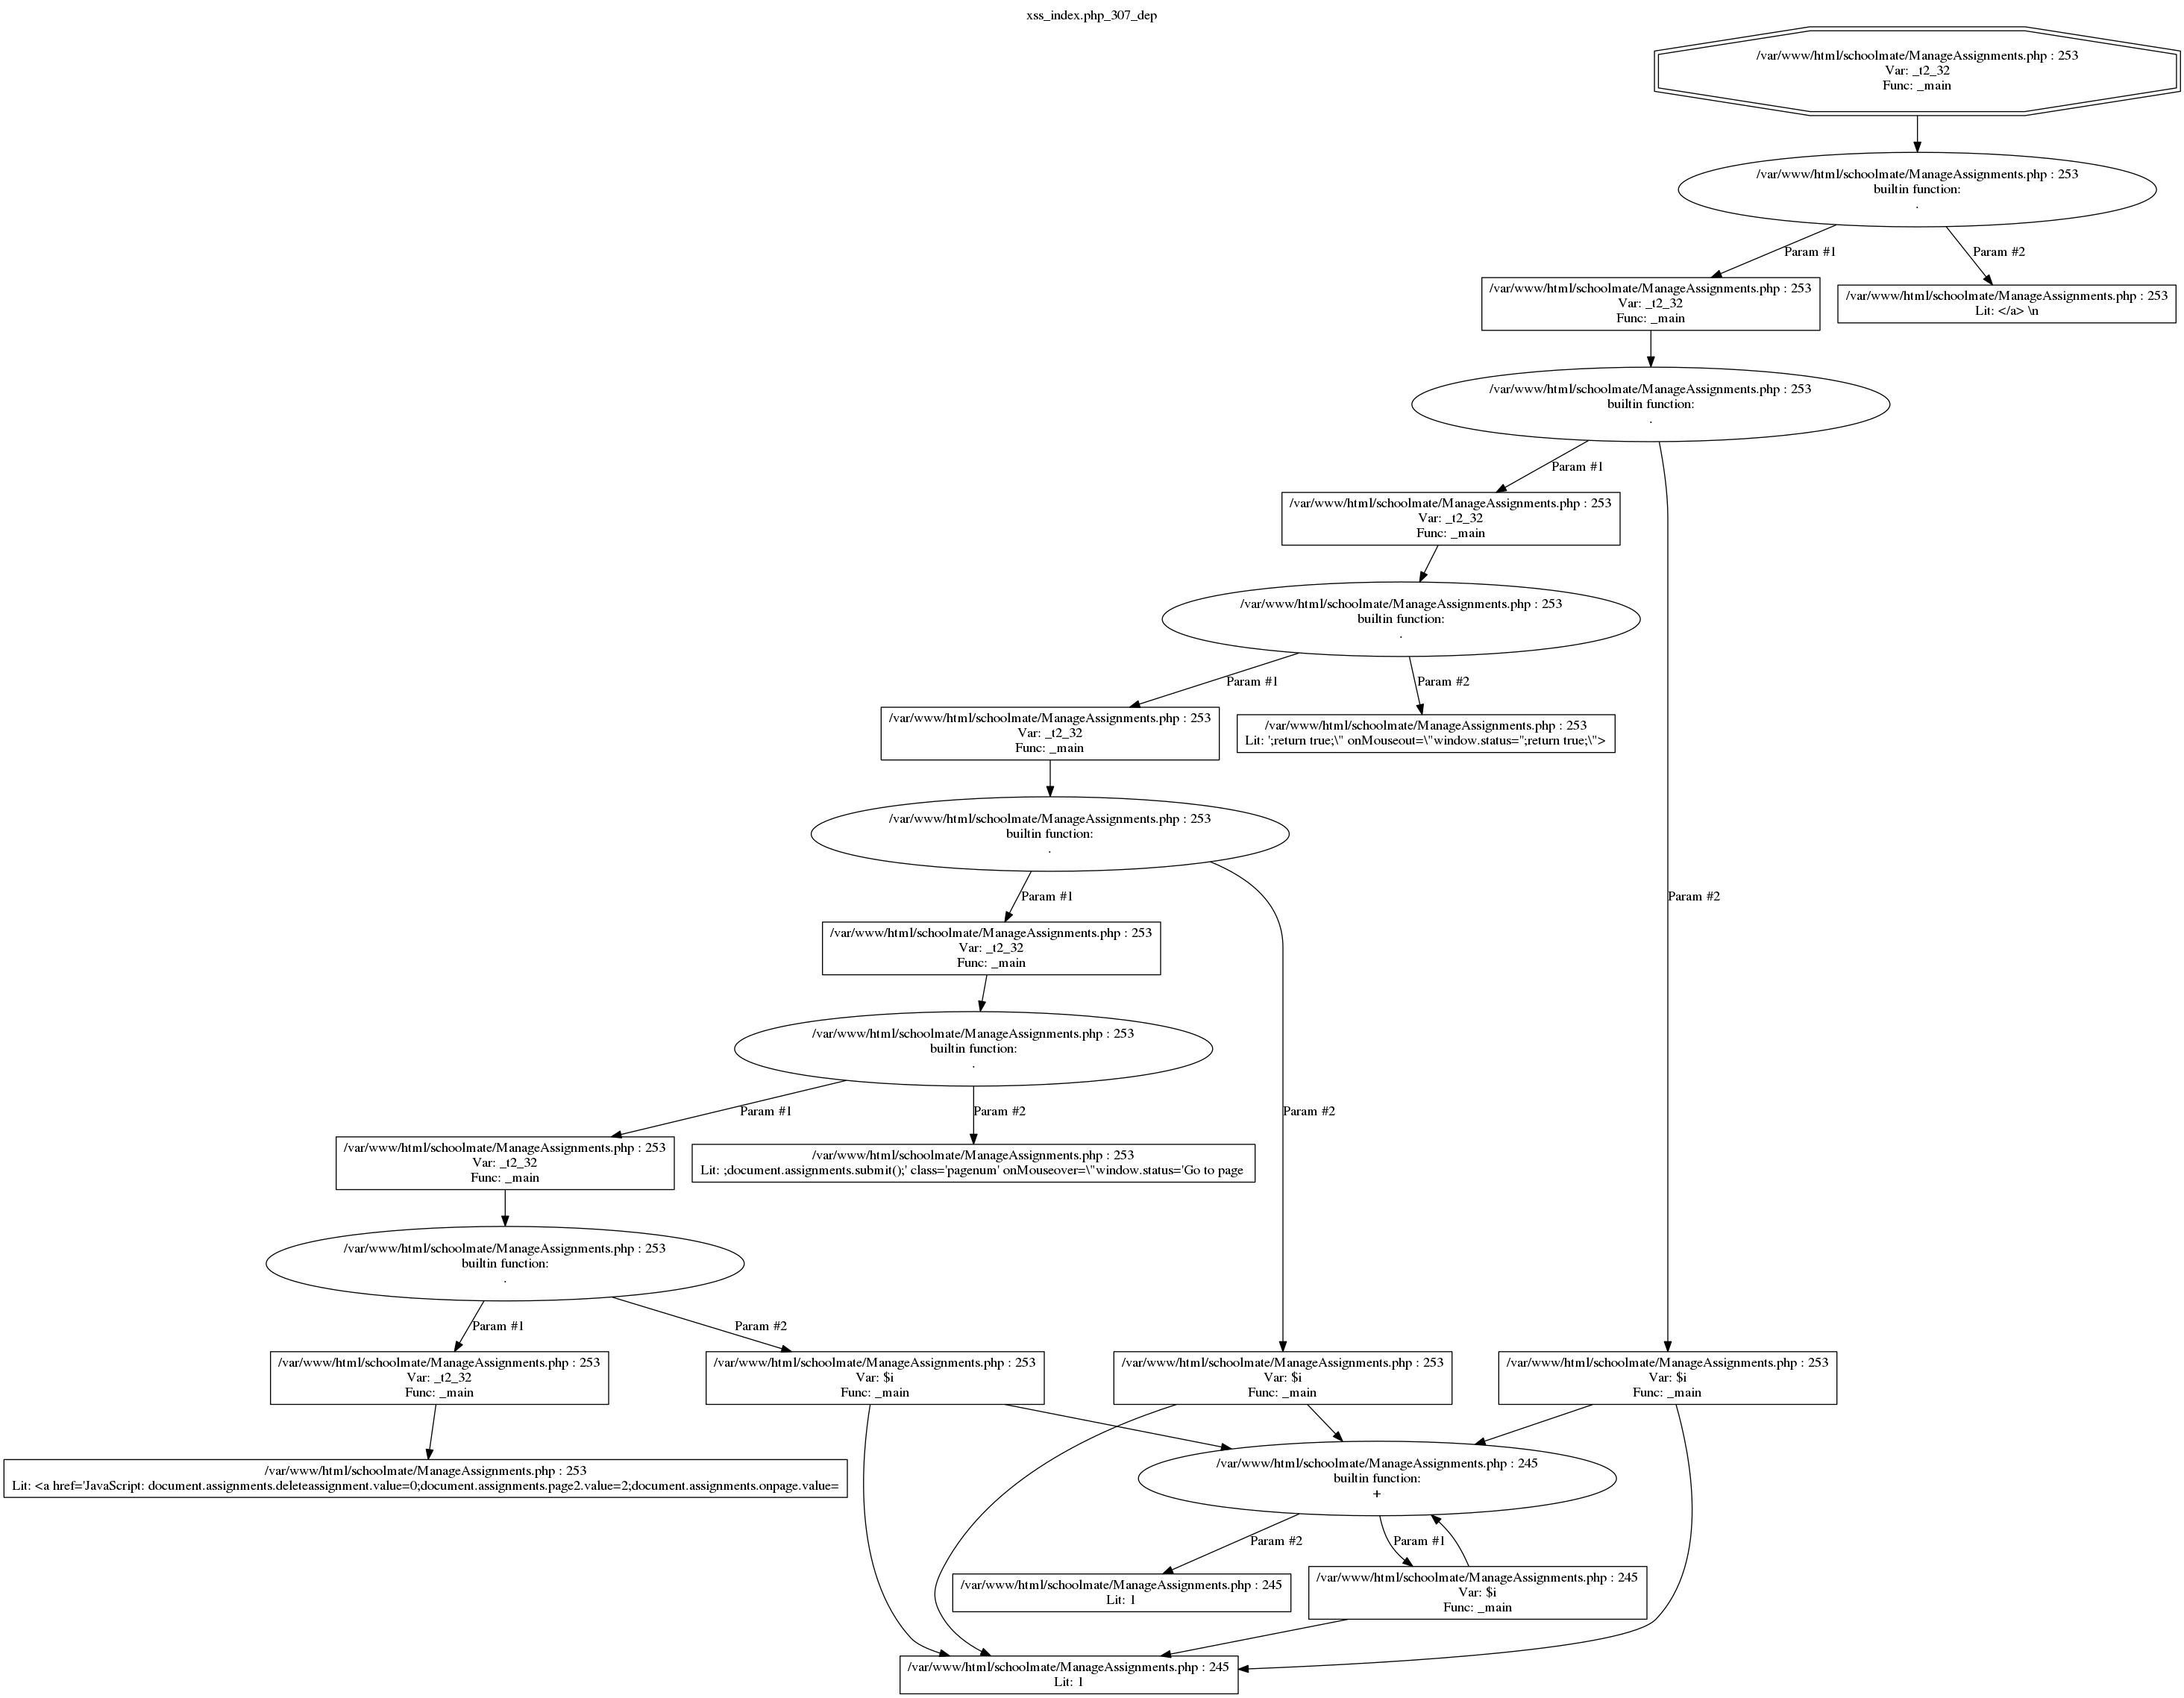 xss_index.php_307_dep
/var/www/html/schoolmate/ManageAssignments.php : 253
Var: _t2_32
Func: _main
/var/www/html/schoolmate/ManageAssignments.php : 253
builtin function:
.
Param #1
Param #2
/var/www/html/schoolmate/ManageAssignments.php : 253
Var: _t2_32
Func: _main
/var/www/html/schoolmate/ManageAssignments.php : 253
Lit: </a> \n
/var/www/html/schoolmate/ManageAssignments.php : 253
builtin function:
.
Param #1
Param #2
/var/www/html/schoolmate/ManageAssignments.php : 253
Var: _t2_32
Func: _main
/var/www/html/schoolmate/ManageAssignments.php : 253
builtin function:
.
Param #1
Param #2
/var/www/html/schoolmate/ManageAssignments.php : 253
Var: _t2_32
Func: _main
/var/www/html/schoolmate/ManageAssignments.php : 253
Lit: ';return true;\" onMouseout=\"window.status='';return true;\">
/var/www/html/schoolmate/ManageAssignments.php : 253
builtin function:
.
Param #1
Param #2
/var/www/html/schoolmate/ManageAssignments.php : 253
Var: _t2_32
Func: _main
/var/www/html/schoolmate/ManageAssignments.php : 253
builtin function:
.
Param #1
Param #2
/var/www/html/schoolmate/ManageAssignments.php : 253
Var: _t2_32
Func: _main
/var/www/html/schoolmate/ManageAssignments.php : 253
Lit: ;document.assignments.submit();' class='pagenum' onMouseover=\"window.status='Go to page
/var/www/html/schoolmate/ManageAssignments.php : 253
builtin function:
.
Param #1
Param #2
/var/www/html/schoolmate/ManageAssignments.php : 253
Var: _t2_32
Func: _main
/var/www/html/schoolmate/ManageAssignments.php : 253
Var: $i
Func: _main
/var/www/html/schoolmate/ManageAssignments.php : 253
Var: $i
Func: _main
/var/www/html/schoolmate/ManageAssignments.php : 253
Var: $i
Func: _main
/var/www/html/schoolmate/ManageAssignments.php : 253
Lit: <a href='JavaScript: document.assignments.deleteassignment.value=0;document.assignments.page2.value=2;document.assignments.onpage.value=
/var/www/html/schoolmate/ManageAssignments.php : 245
builtin function:
+
Param #2
Param #1
/var/www/html/schoolmate/ManageAssignments.php : 245
Lit: 1
/var/www/html/schoolmate/ManageAssignments.php : 245
Var: $i
Func: _main
/var/www/html/schoolmate/ManageAssignments.php : 245
Lit: 1